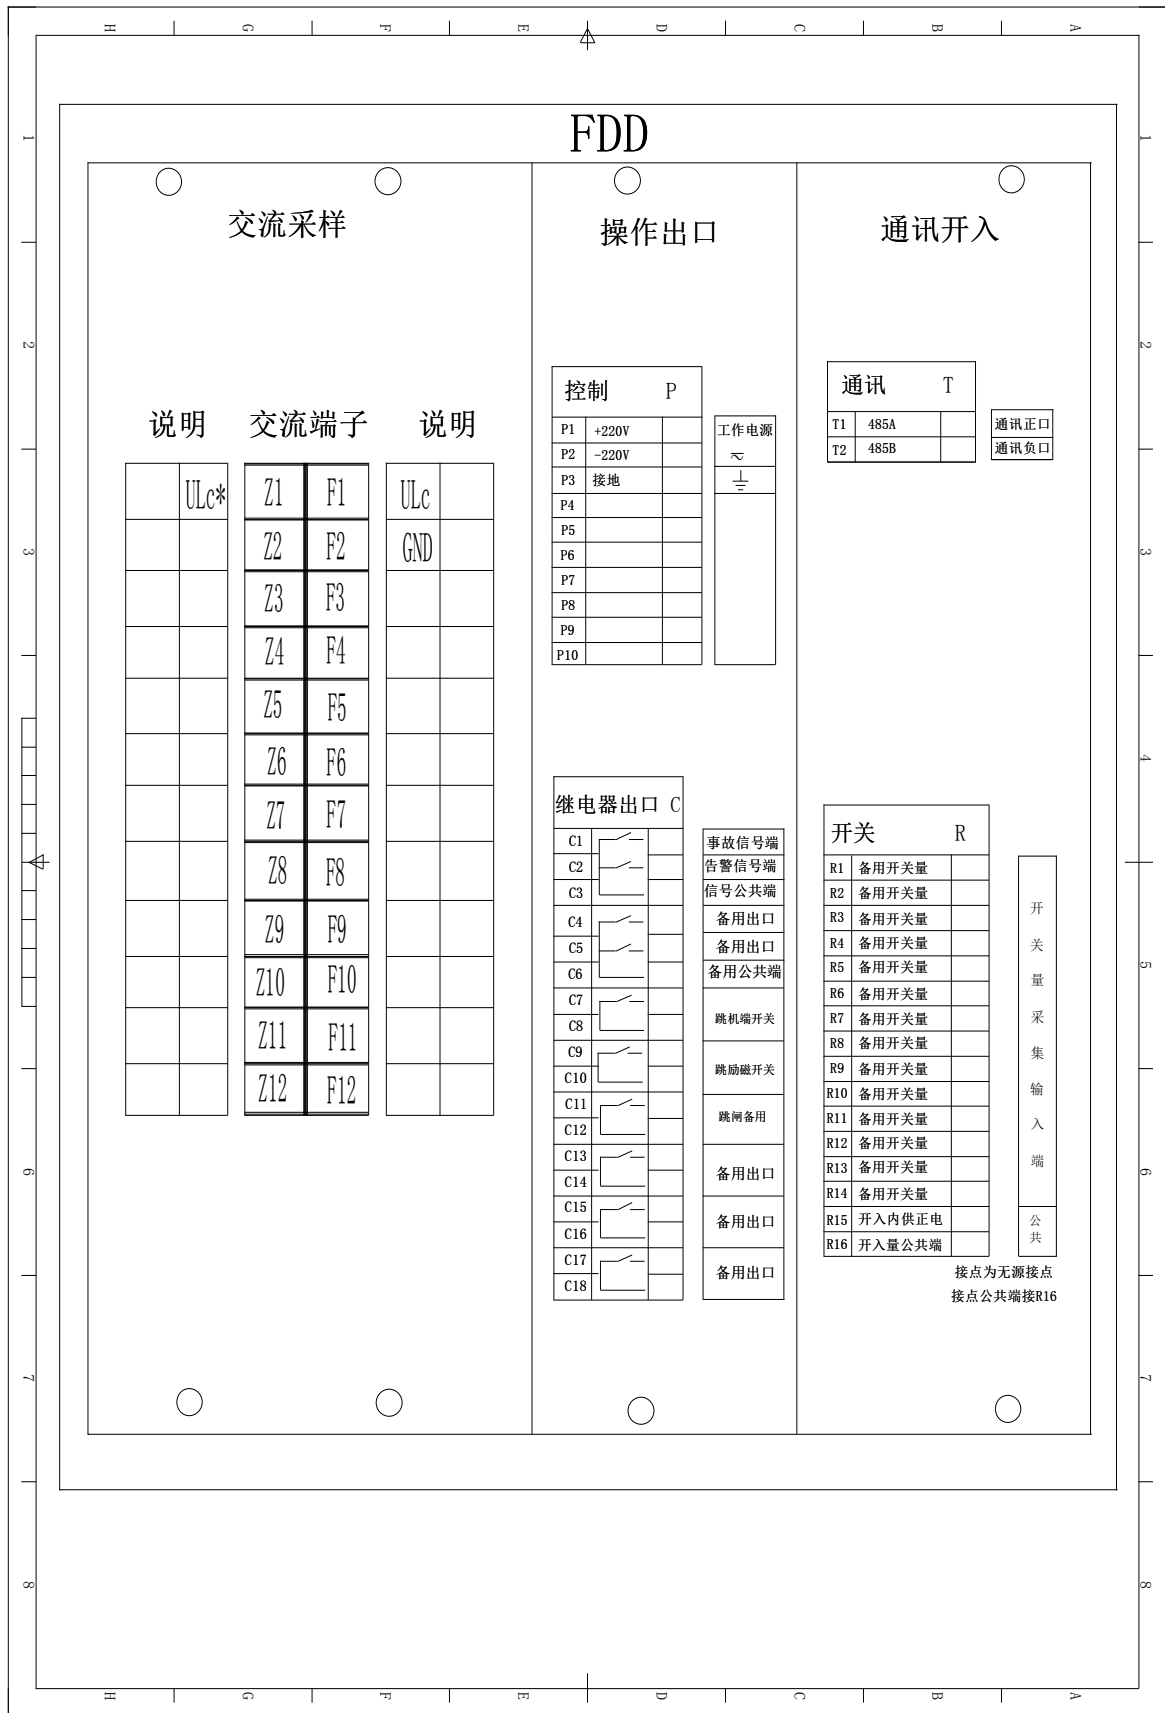 H G F E D C B A
FDD
交流采样
操作出口
通讯开入
1 1
2 2
3 3
4 4
5 5
6 6
7 7
8 8
说明 交流端子 说明
ULc* Z1 F1 ULc
Z2 F2 GND
Z3 F3
Z4 F4
Z5 F5
Z6 F6
Z7 F7
Z8 F8
Z9 F9
Z10 F10
Z11 F11
Z12 F12
控制 P
P1 +220V
P2 -220V
P3 接地
P4
P5
P6
P7
P8
P9
P10
工作电源
继电器出口 C
C1 事故信号端
C2 告警信号端
C3 信号公共端
C4 备用出口
C5 备用出口
C6 备用公共端
C7
C8
跳机端开关
C9
C10
跳励磁开关
C11
C12
跳闸备用
C13
C14
备用出口
C15
C16
备用出口
C17
C18
备用出口
通讯 T
T1 485A 通讯正口
T2 485B 通讯负口
开关 R
R1 备用开关量
R2 备用开关量
R3 备用开关量
R4 备用开关量
R5 备用开关量
R6 备用开关量
R7 备用开关量
R8 备用开关量
R9 备用开关量
R10 备用开关量
R11 备用开关量
R12 备用开关量
R13 备用开关量
R14 备用开关量
R15 开入内供正电
R16 开入量公共端
开关量采集输入端
公共
接点为无源接点
接点公共端接R16
H G F E D C B A